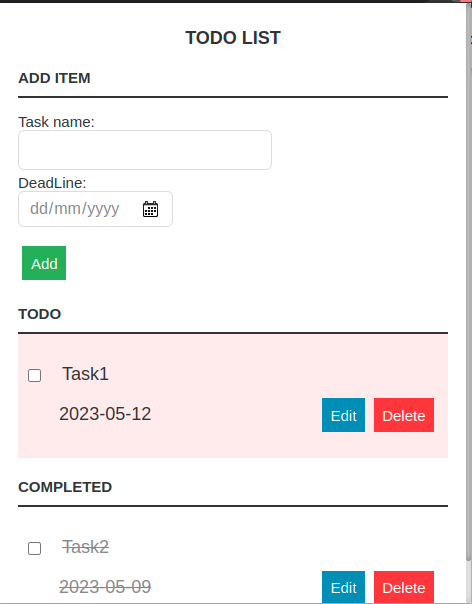 TODO LIST
ADD ITEM
Task name:
DeadLine:
dd/mm/yyyy
Add
TODO
Task1
2023-05-12
Edit
Delete
COMPLETED
Task2
2023-05-09
Edit
Delete